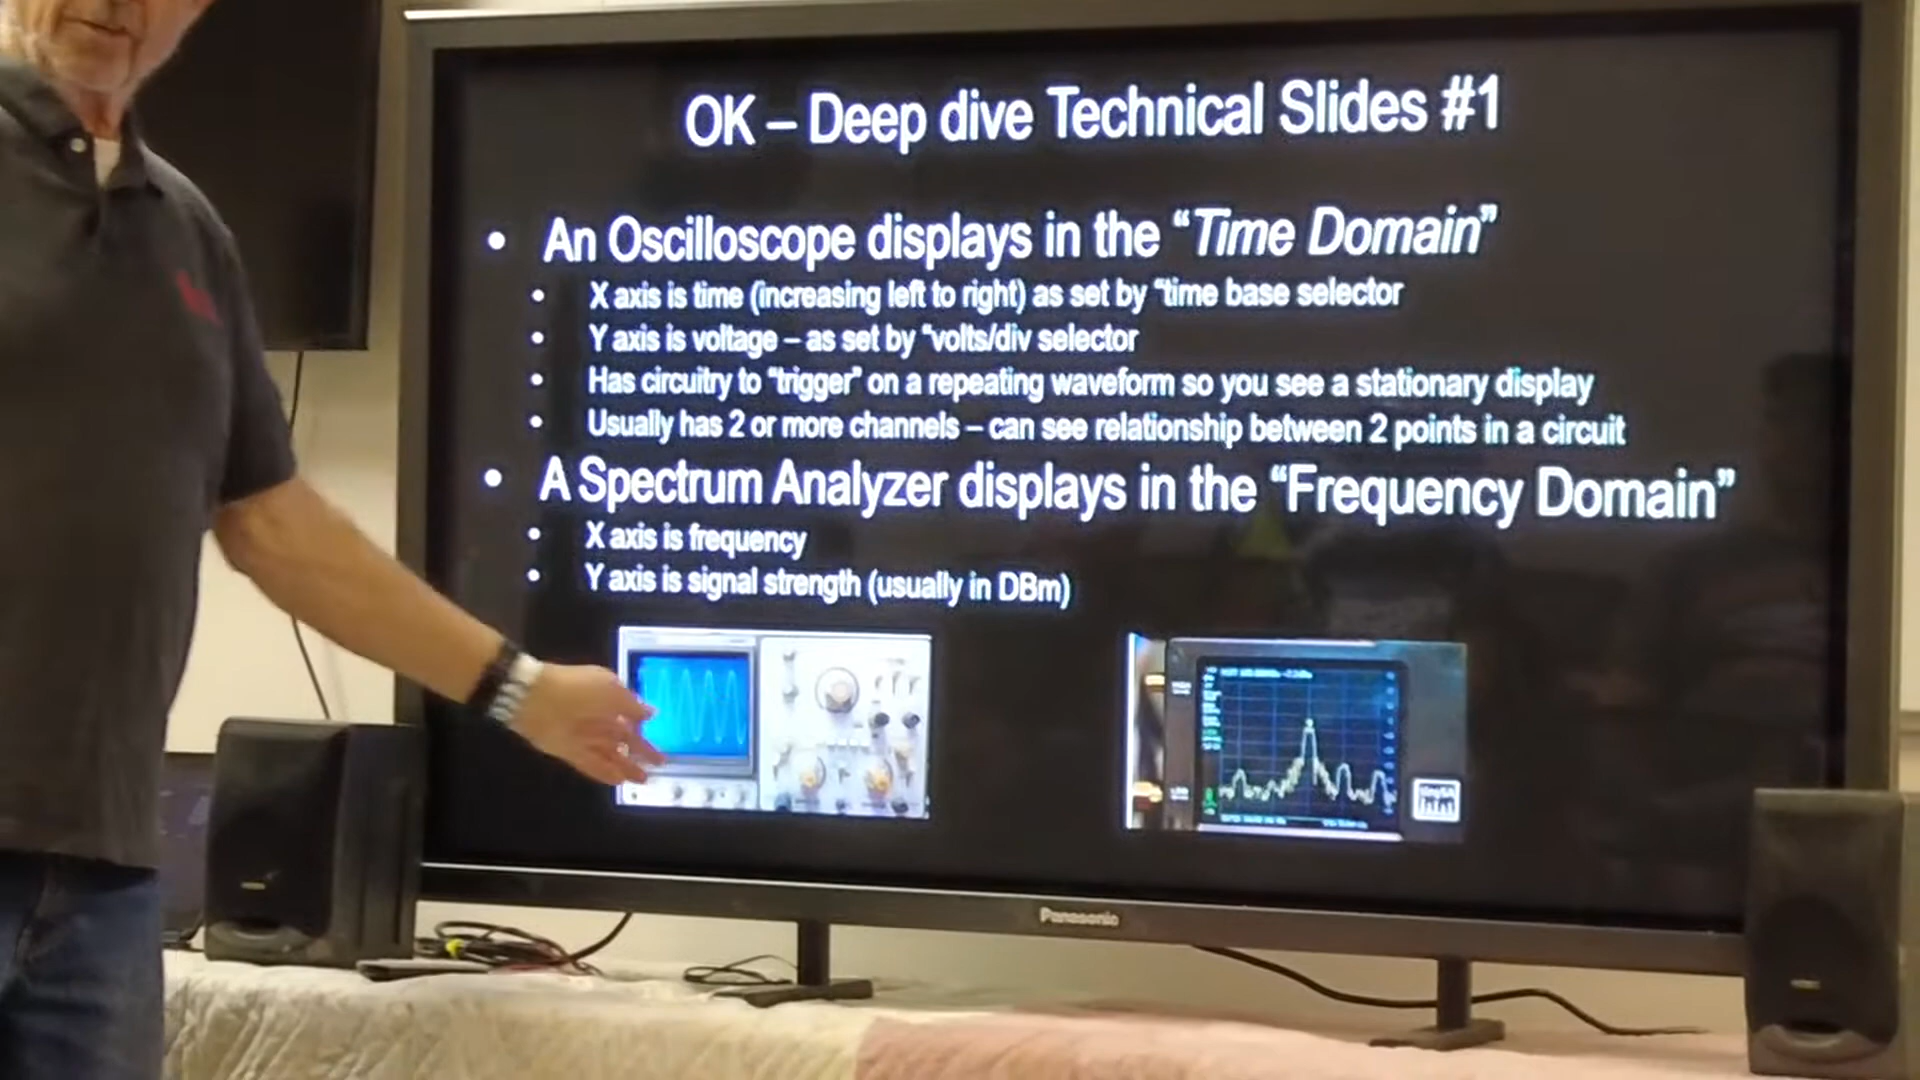 OK – Deep dive Technical Slides #1
• An Oscilloscope displays in the “Time Domain”
• X axis is time (increasing left to right) as set by “time base selector
• Y axis is voltage – as set by “volts/div selector
• Has circuitry to “trigger” on a repeating waveform so you see a stationary display
• Usually has 2 or more channels – can see relationship between 2 points in a circuit
• A Spectrum Analyzer displays in the “Frequency Domain”
• X axis is frequency
• Y axis is signal strength (usually in DBm)
Panasonic